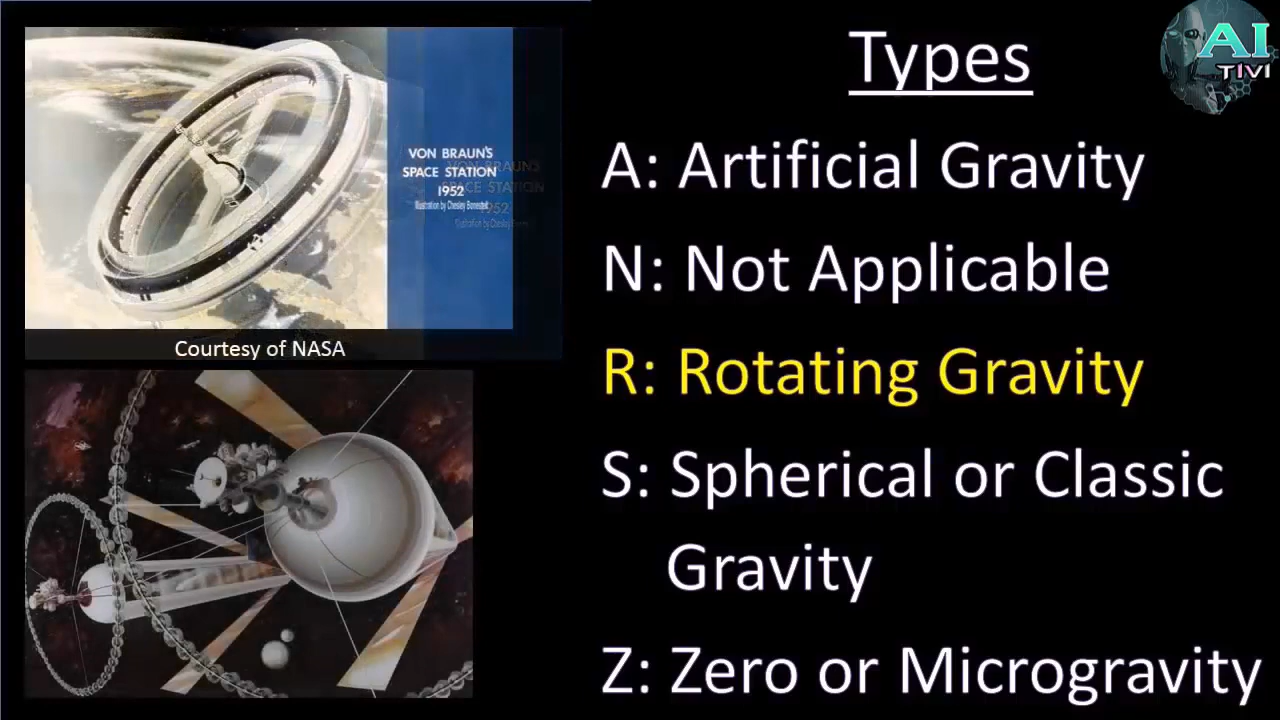 VON BRAUN'S
SPACE STATION
1952
Illustration by Chesley Bonestell
Courtesy of NASA
Types
A: Artificial Gravity
N: Not Applicable
R: Rotating Gravity
S: Spherical or Classic
Gravity
Z: Zero or Microgravity
AI
TIVI